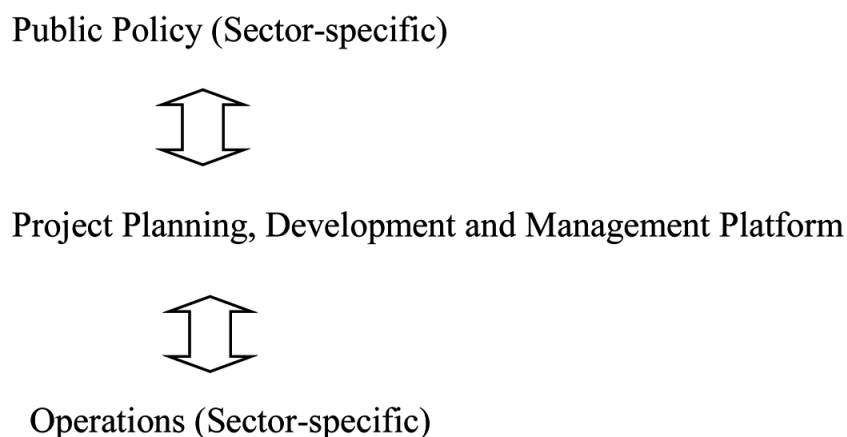 Public Policy (Sector-specific)
Project Planning, Development and Management Platform
Operations (Sector-specific)